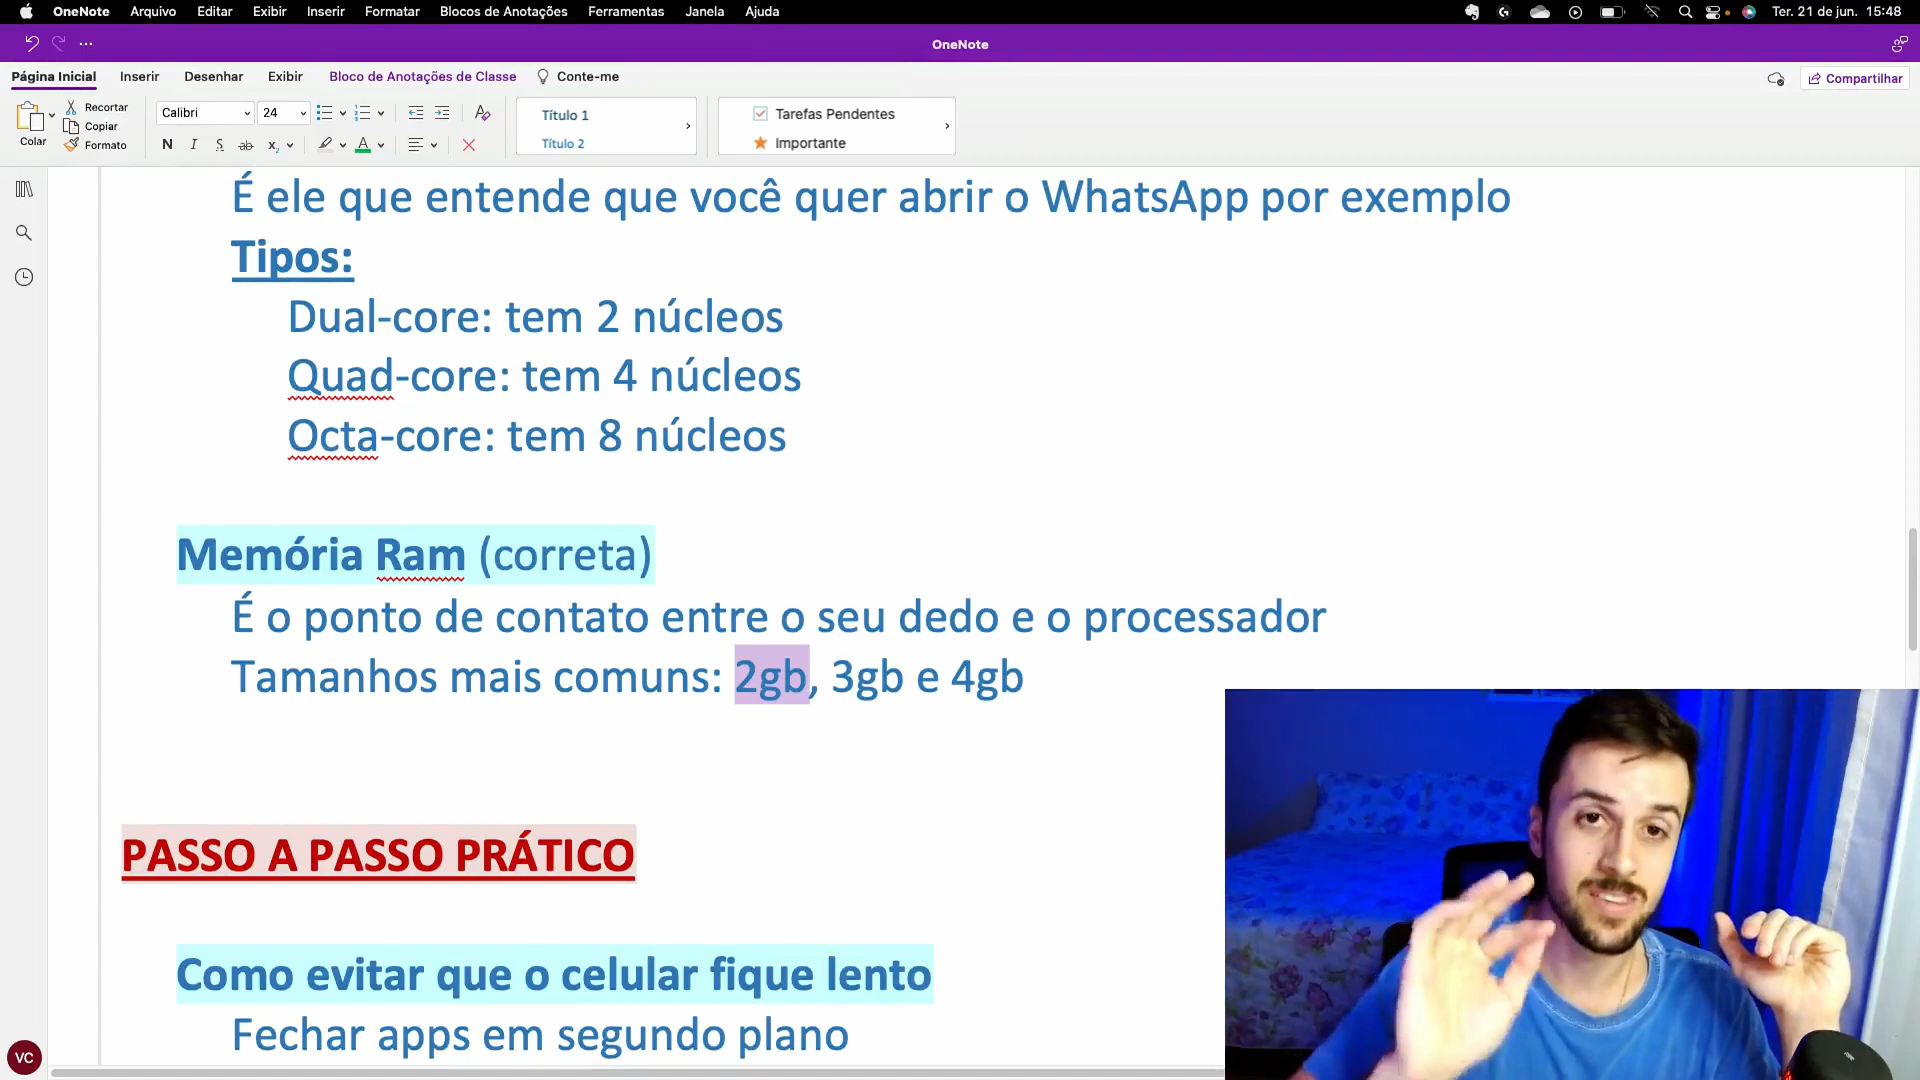 OneNote Arquivo Editar Exibir Inserir Formatar Blocos de Anotações Ferramentas Janela Ajuda Ter. 21 de jun. 15:48
OneNote
Página Inicial Inserir Desenhar Exibir Bloco de Anotações de Classe Conte-me Compartilhar
Colar
Recortar
Copiar
Formato
Calibri 24
N I S ab x₂ A
Título 1
Título 2
Tarefas Pendentes
Importante
É ele que entende que você quer abrir o WhatsApp por exemplo
Tipos:
Dual-core: tem 2 núcleos
Quad-core: tem 4 núcleos
Octa-core: tem 8 núcleos
Memória Ram (correta)
É o ponto de contato entre o seu dedo e o processador
Tamanhos mais comuns: 2gb, 3gb e 4gb
PASSO A PASSO PRÁTICO
Como evitar que o celular fique lento
Fechar apps em segundo plano
VC